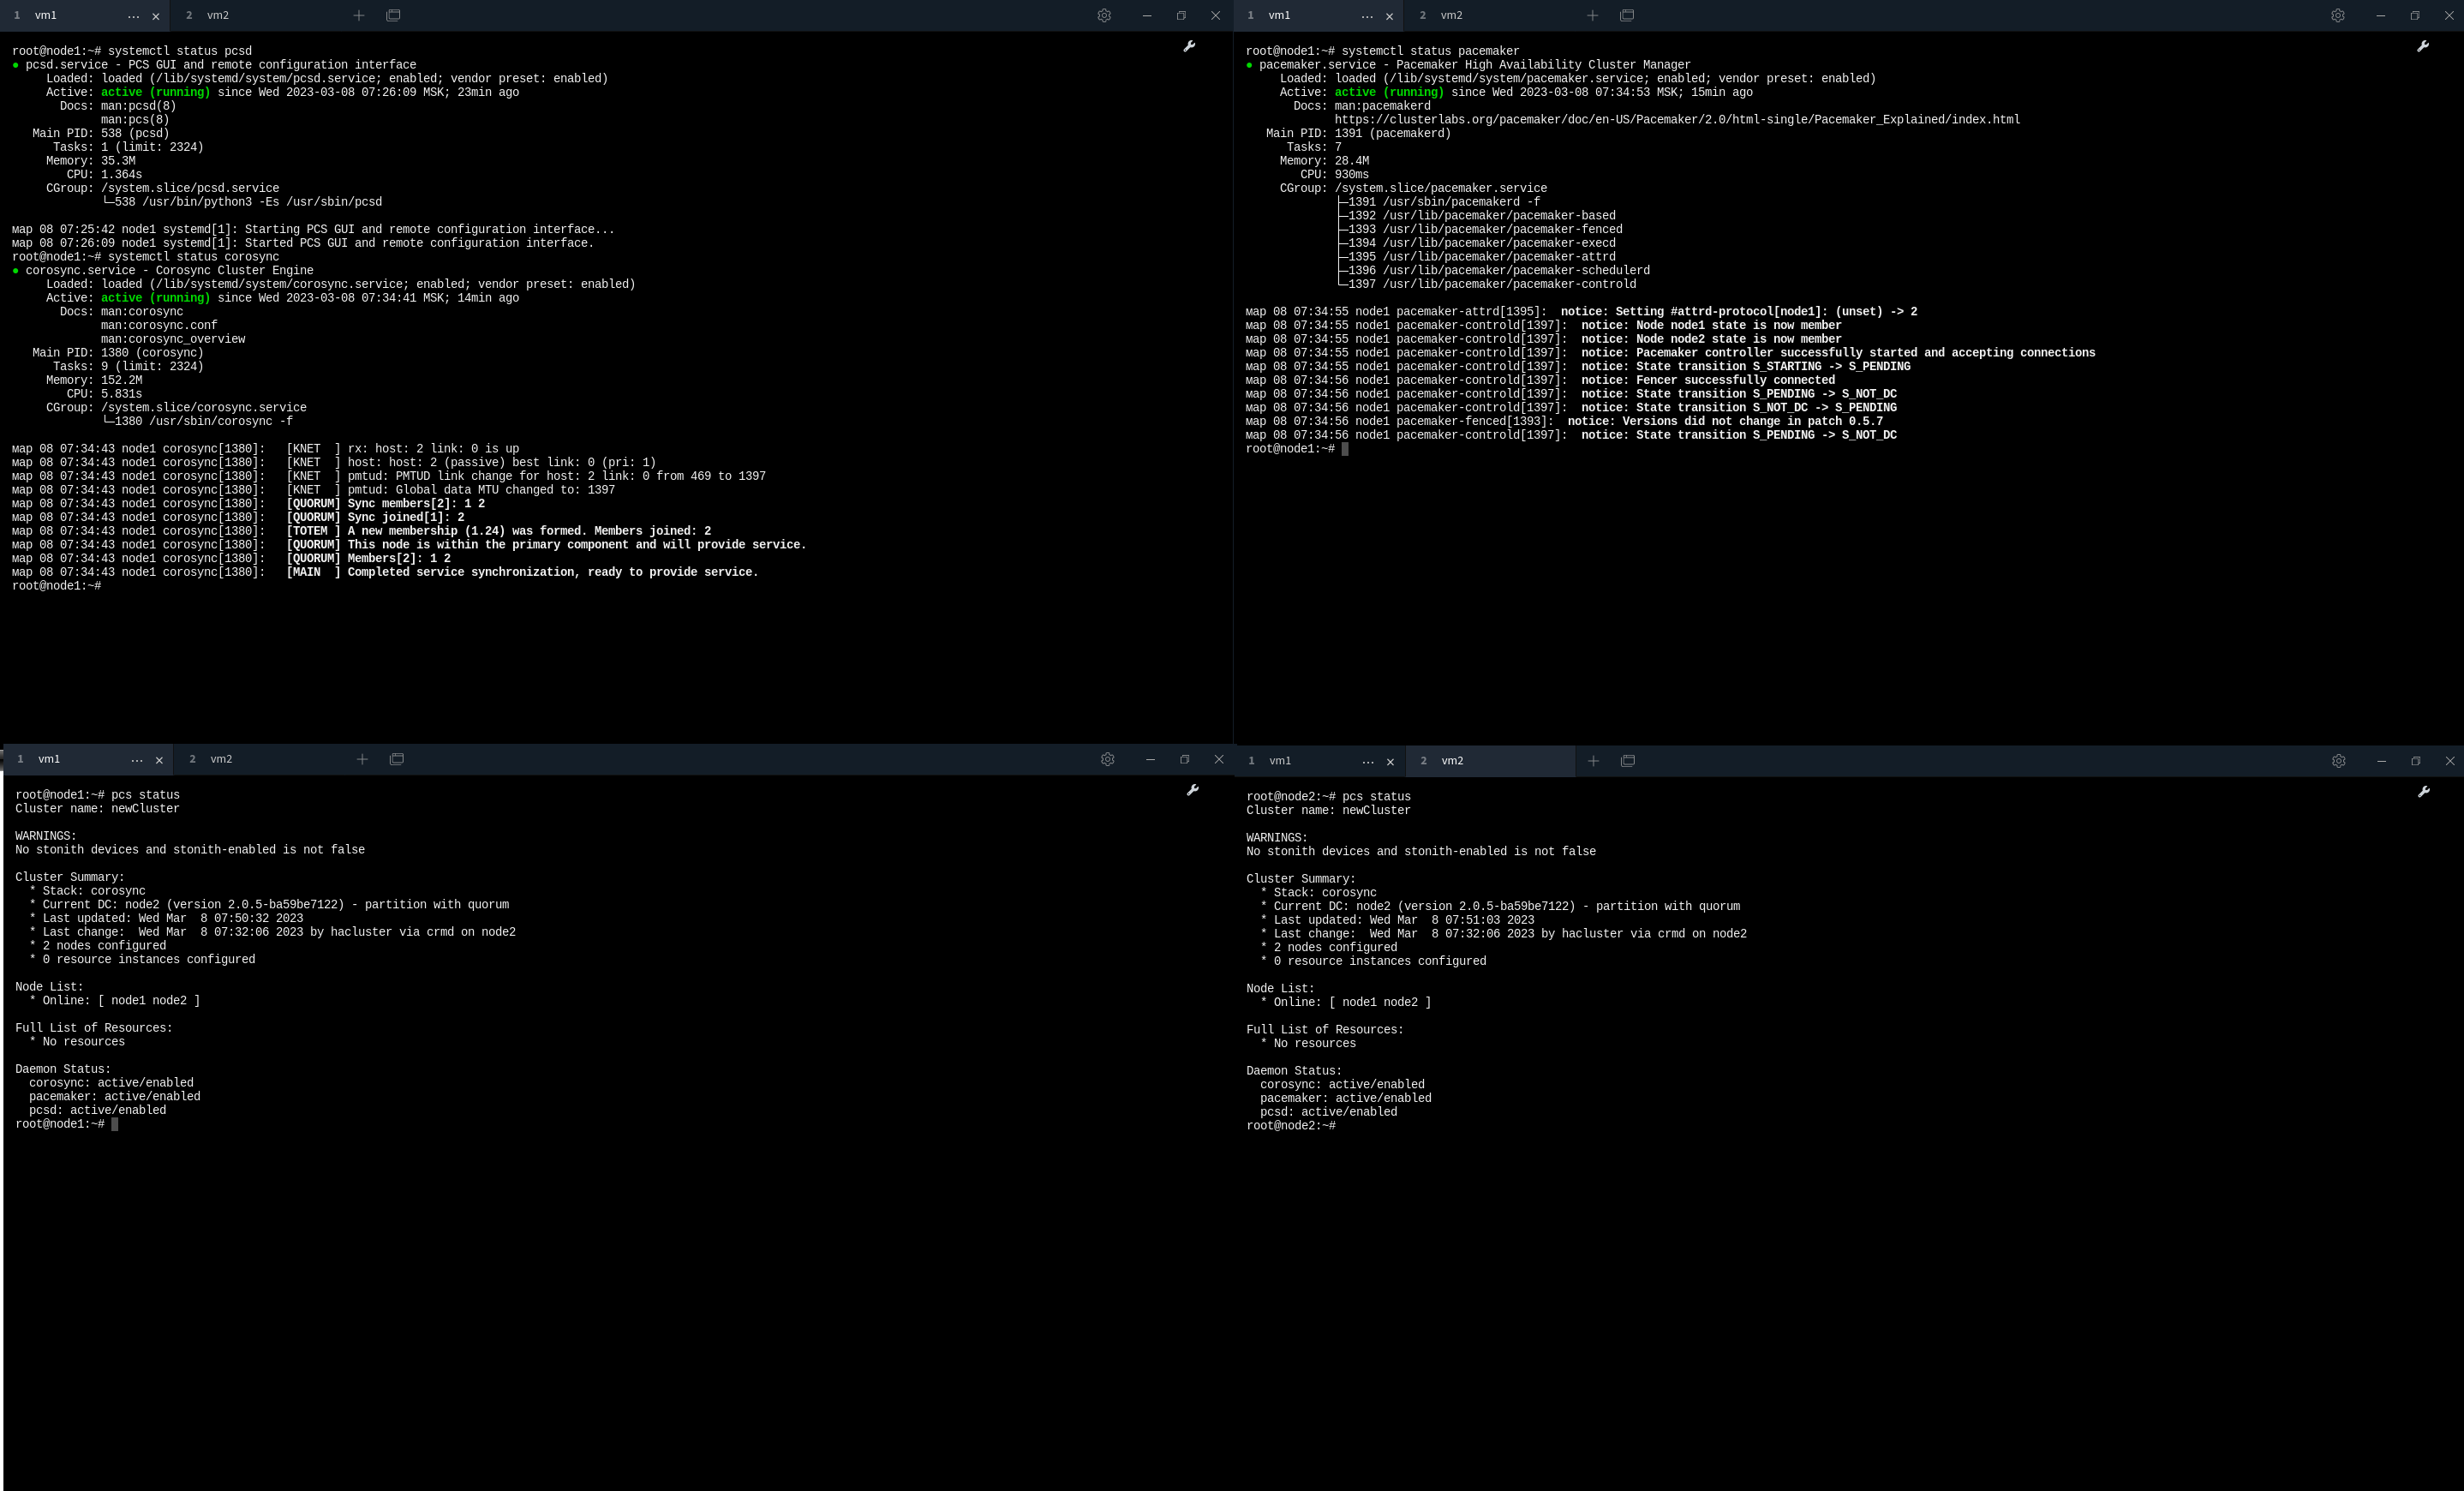 1 vm1 ... × 2 vm2
root@node1:~# systemctl status pcsd
● pcsd.service - PCS GUI and remote configuration interface
     Loaded: loaded (/lib/systemd/system/pcsd.service; enabled; vendor preset: enabled)
     Active: active (running) since Wed 2023-03-08 07:26:09 MSK; 23min ago
       Docs: man:pcsd(8)
             man:pcs(8)
   Main PID: 538 (pcsd)
      Tasks: 1 (limit: 2324)
     Memory: 35.3M
        CPU: 1.364s
     CGroup: /system.slice/pcsd.service
             └─538 /usr/bin/python3 -Es /usr/sbin/pcsd
мар 08 07:25:42 node1 systemd[1]: Starting PCS GUI and remote configuration interface...
мар 08 07:26:09 node1 systemd[1]: Started PCS GUI and remote configuration interface.
root@node1:~# systemctl status corosync
● corosync.service - Corosync Cluster Engine
     Loaded: loaded (/lib/systemd/system/corosync.service; enabled; vendor preset: enabled)
     Active: active (running) since Wed 2023-03-08 07:34:41 MSK; 14min ago
       Docs: man:corosync
             man:corosync.conf
             man:corosync_overview
   Main PID: 1380 (corosync)
      Tasks: 9 (limit: 2324)
     Memory: 152.2M
        CPU: 5.831s
     CGroup: /system.slice/corosync.service
             └─1380 /usr/sbin/corosync -f
мар 08 07:34:43 node1 corosync[1380]:   [KNET  ] rx: host: 2 link: 0 is up
мар 08 07:34:43 node1 corosync[1380]:   [KNET  ] host: host: 2 (passive) best link: 0 (pri: 1)
мар 08 07:34:43 node1 corosync[1380]:   [KNET  ] pmtud: PMTUD link change for host: 2 link: 0 from 469 to 1397
мар 08 07:34:43 node1 corosync[1380]:   [KNET  ] pmtud: Global data MTU changed to: 1397
мар 08 07:34:43 node1 corosync[1380]:   [QUORUM] Sync members[2]: 1 2
мар 08 07:34:43 node1 corosync[1380]:   [QUORUM] Sync joined[1]: 2
мар 08 07:34:43 node1 corosync[1380]:   [TOTEM ] A new membership (1.24) was formed. Members joined: 2
мар 08 07:34:43 node1 corosync[1380]:   [QUORUM] This node is within the primary component and will provide service.
мар 08 07:34:43 node1 corosync[1380]:   [QUORUM] Members[2]: 1 2
мар 08 07:34:43 node1 corosync[1380]:   [MAIN  ] Completed service synchronization, ready to provide service.
root@node1:~#
1 vm1 ... × 2 vm2
root@node1:~# systemctl status pacemaker
● pacemaker.service - Pacemaker High Availability Cluster Manager
     Loaded: loaded (/lib/systemd/system/pacemaker.service; enabled; vendor preset: enabled)
     Active: active (running) since Wed 2023-03-08 07:34:53 MSK; 15min ago
       Docs: man:pacemakerd
             https://clusterlabs.org/pacemaker/doc/en-US/Pacemaker/2.0/html-single/Pacemaker_Explained/index.html
   Main PID: 1391 (pacemakerd)
      Tasks: 7
     Memory: 28.4M
        CPU: 930ms
     CGroup: /system.slice/pacemaker.service
             ├─1391 /usr/sbin/pacemakerd -f
             ├─1392 /usr/lib/pacemaker/pacemaker-based
             ├─1393 /usr/lib/pacemaker/pacemaker-fenced
             ├─1394 /usr/lib/pacemaker/pacemaker-execd
             ├─1395 /usr/lib/pacemaker/pacemaker-attrd
             ├─1396 /usr/lib/pacemaker/pacemaker-schedulerd
             └─1397 /usr/lib/pacemaker/pacemaker-controld
мар 08 07:34:55 node1 pacemaker-attrd[1395]:  notice: Setting #attrd-protocol[node1]: (unset) -> 2
мар 08 07:34:55 node1 pacemaker-controld[1397]:  notice: Node node1 state is now member
мар 08 07:34:55 node1 pacemaker-controld[1397]:  notice: Node node2 state is now member
мар 08 07:34:55 node1 pacemaker-controld[1397]:  notice: Pacemaker controller successfully started and accepting connections
мар 08 07:34:55 node1 pacemaker-controld[1397]:  notice: State transition S_STARTING -> S_PENDING
мар 08 07:34:56 node1 pacemaker-controld[1397]:  notice: Fencer successfully connected
мар 08 07:34:56 node1 pacemaker-controld[1397]:  notice: State transition S_PENDING -> S_NOT_DC
мар 08 07:34:56 node1 pacemaker-controld[1397]:  notice: State transition S_NOT_DC -> S_PENDING
мар 08 07:34:56 node1 pacemaker-fenced[1393]:  notice: Versions did not change in patch 0.5.7
мар 08 07:34:56 node1 pacemaker-controld[1397]:  notice: State transition S_PENDING -> S_NOT_DC
root@node1:~#
1 vm1 ... × 2 vm2
root@node1:~# pcs status
Cluster name: newCluster
WARNINGS:
No stonith devices and stonith-enabled is not false
Cluster Summary:
  * Stack: corosync
  * Current DC: node2 (version 2.0.5-ba59be7122) - partition with quorum
  * Last updated: Wed Mar  8 07:50:32 2023
  * Last change:  Wed Mar  8 07:32:06 2023 by hacluster via crmd on node2
  * 2 nodes configured
  * 0 resource instances configured
Node List:
  * Online: [ node1 node2 ]
Full List of Resources:
  * No resources
Daemon Status:
  corosync: active/enabled
  pacemaker: active/enabled
  pcsd: active/enabled
root@node1:~#
1 vm1 ... × 2 vm2
root@node2:~# pcs status
Cluster name: newCluster
WARNINGS:
No stonith devices and stonith-enabled is not false
Cluster Summary:
  * Stack: corosync
  * Current DC: node2 (version 2.0.5-ba59be7122) - partition with quorum
  * Last updated: Wed Mar  8 07:51:03 2023
  * Last change:  Wed Mar  8 07:32:06 2023 by hacluster via crmd on node2
  * 2 nodes configured
  * 0 resource instances configured
Node List:
  * Online: [ node1 node2 ]
Full List of Resources:
  * No resources
Daemon Status:
  corosync: active/enabled
  pacemaker: active/enabled
  pcsd: active/enabled
root@node2:~#